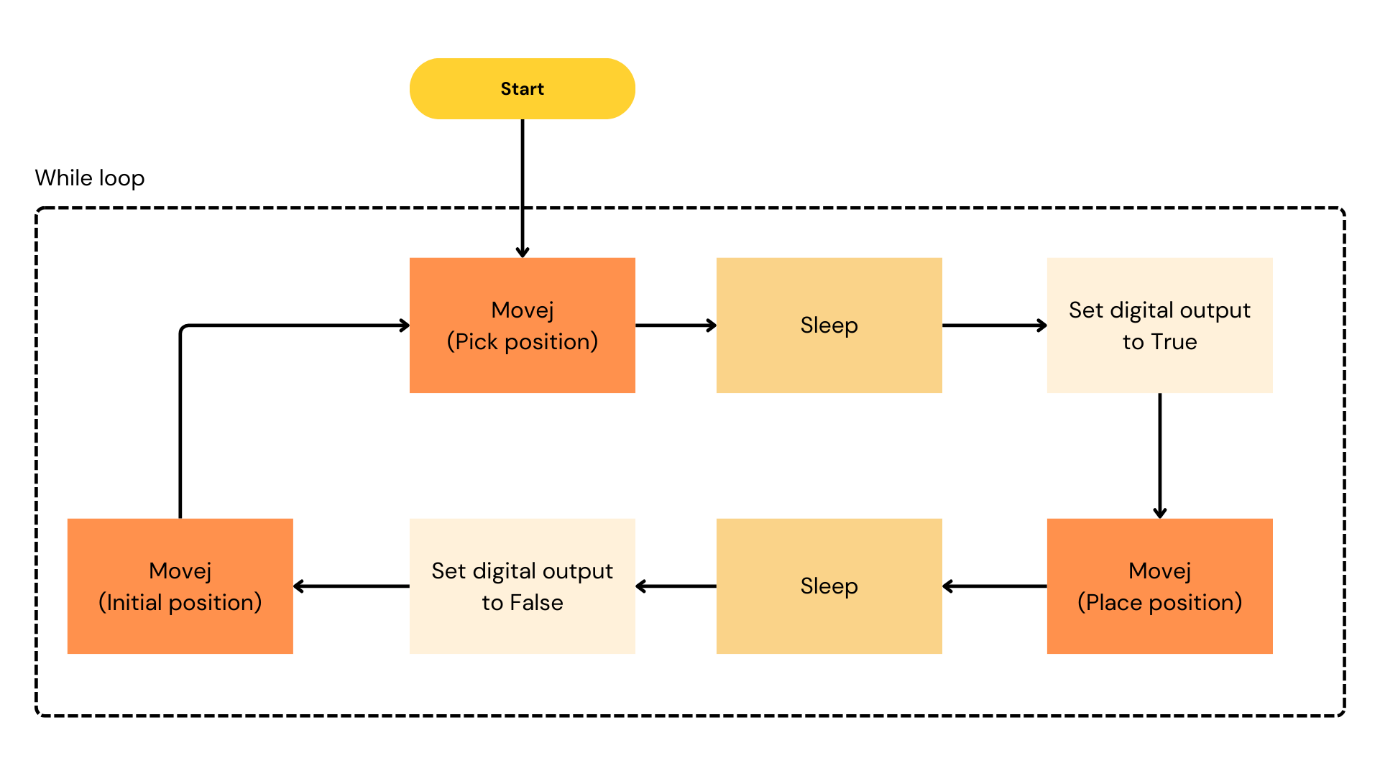 Start
While loop
Movej
(Pick position)
Sleep
Set digital output
to True
Movej
(Initial position)
Set digital output
to False
Sleep
Movej
(Place position)